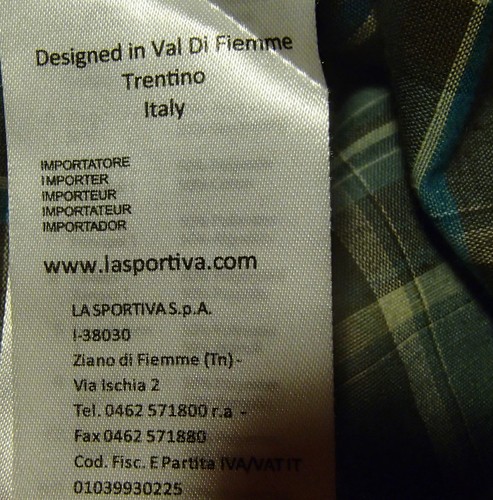 Designed in Val Di Fiemme
Trentino
Italy
IMPORTATORE
IMPORTER
IMPORTEUR
IMPORTATEUR
IMPORTADOR
www.lasportiva.com
LA SPORTIVA S.p.A.
I-38030
Ziano di Fiemme (Tn) -
Via Ischia 2
Tel. 0462 571800 r.a -
Fax 0462 571880
Cod. Fisc. E Partita IVA/VAT IT
01039930225